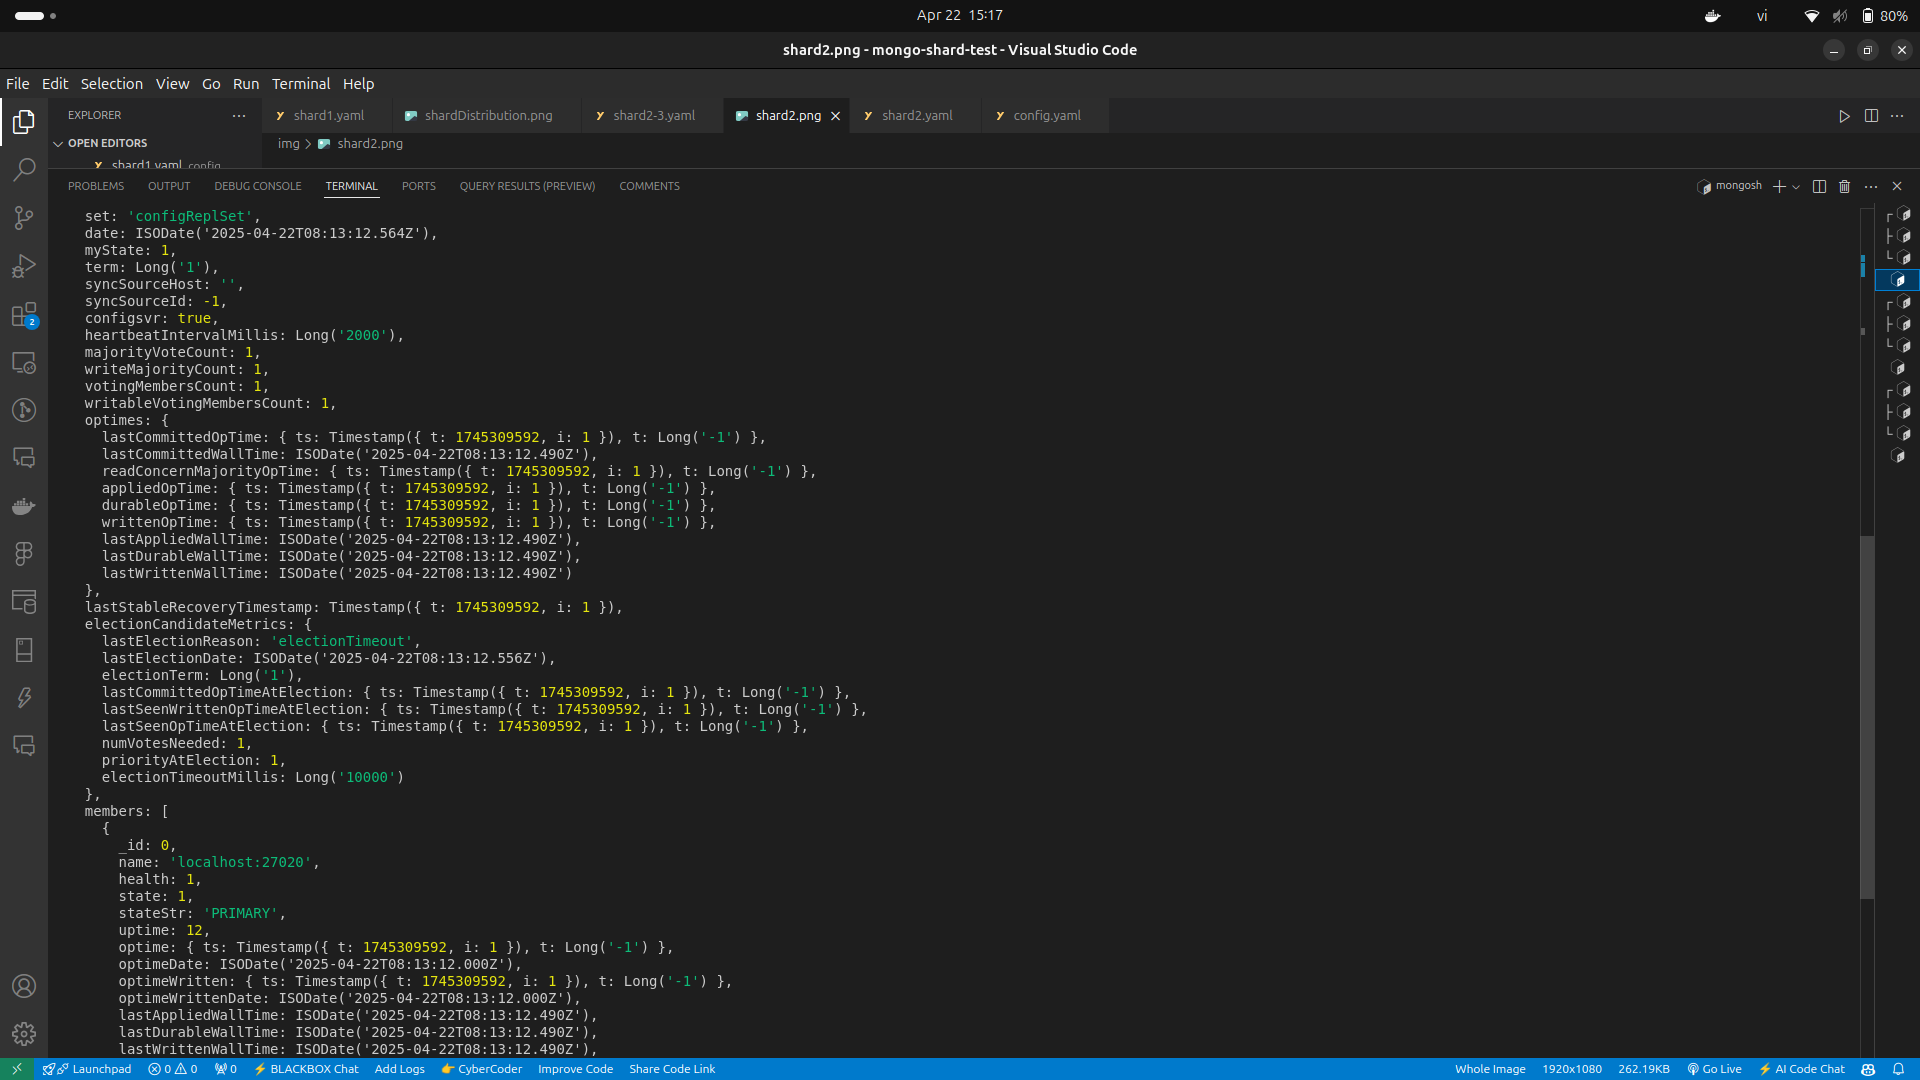 Apr 22 15:17
vi
80%
shard2.png - mongo-shard-test - Visual Studio Code
File Edit Selection View Go Run Terminal Help
EXPLORER
shard1.yaml
shardDistribution.png
shard2-3.yaml
shard2.png
shard2.yaml
config.yaml
OPEN EDITORS
img > shard2.png
shard1.yaml config
PROBLEMS OUTPUT DEBUG CONSOLE TERMINAL PORTS QUERY RESULTS (PREVIEW) COMMENTS
mongosh
2
set: 'configReplSet',
date: ISODate('2025-04-22T08:13:12.564Z'),
myState: 1,
term: Long('1'),
syncSourceHost: '',
syncSourceId: -1,
configsvr: true,
heartbeatIntervalMillis: Long('2000'),
majorityVoteCount: 1,
writeMajorityCount: 1,
votingMembersCount: 1,
writableVotingMembersCount: 1,
optimes: {
lastCommittedOpTime: { ts: Timestamp({ t: 1745309592, i: 1 }), t: Long('-1') },
lastCommittedWallTime: ISODate('2025-04-22T08:13:12.490Z'),
readConcernMajorityOpTime: { ts: Timestamp({ t: 1745309592, i: 1 }), t: Long('-1') },
appliedOpTime: { ts: Timestamp({ t: 1745309592, i: 1 }), t: Long('-1') },
durableOpTime: { ts: Timestamp({ t: 1745309592, i: 1 }), t: Long('-1') },
writtenOpTime: { ts: Timestamp({ t: 1745309592, i: 1 }), t: Long('-1') },
lastAppliedWallTime: ISODate('2025-04-22T08:13:12.490Z'),
lastDurableWallTime: ISODate('2025-04-22T08:13:12.490Z'),
lastWrittenWallTime: ISODate('2025-04-22T08:13:12.490Z')
},
lastStableRecoveryTimestamp: Timestamp({ t: 1745309592, i: 1 }),
electionCandidateMetrics: {
lastElectionReason: 'electionTimeout',
lastElectionDate: ISODate('2025-04-22T08:13:12.556Z'),
electionTerm: Long('1'),
lastCommittedOpTimeAtElection: { ts: Timestamp({ t: 1745309592, i: 1 }), t: Long('-1') },
lastSeenWrittenOpTimeAtElection: { ts: Timestamp({ t: 1745309592, i: 1 }), t: Long('-1') },
lastSeenOpTimeAtElection: { ts: Timestamp({ t: 1745309592, i: 1 }), t: Long('-1') },
numVotesNeeded: 1,
priorityAtElection: 1,
electionTimeoutMillis: Long('10000')
},
members: [
{
_id: 0,
name: 'localhost:27020',
health: 1,
state: 1,
stateStr: 'PRIMARY',
uptime: 12,
optime: { ts: Timestamp({ t: 1745309592, i: 1 }), t: Long('-1') },
optimeDate: ISODate('2025-04-22T08:13:12.000Z'),
optimeWritten: { ts: Timestamp({ t: 1745309592, i: 1 }), t: Long('-1') },
optimeWrittenDate: ISODate('2025-04-22T08:13:12.000Z'),
lastAppliedWallTime: ISODate('2025-04-22T08:13:12.490Z'),
lastDurableWallTime: ISODate('2025-04-22T08:13:12.490Z'),
lastWrittenWallTime: ISODate('2025-04-22T08:13:12.490Z'),
Launchpad 0 0 0 BLACKBOX Chat Add Logs CyberCoder Improve Code Share Code Link Whole Image 1920x1080 262.19KB Go Live AI Code Chat